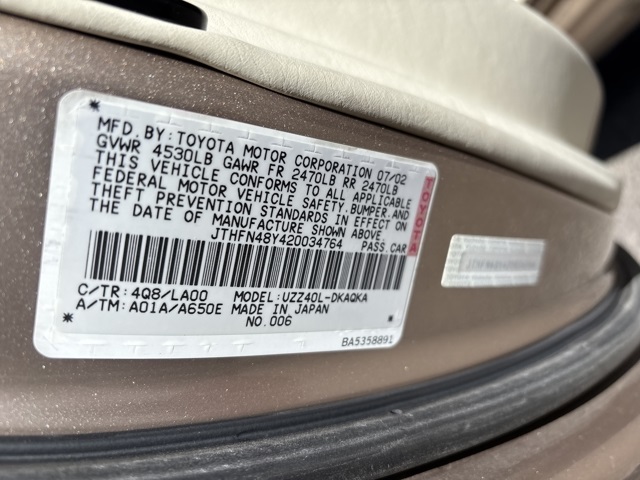 MFD. BY: TOYOTA MOTOR CORPORATION 07/02
GVWR 4530LB GAWR FR 2470LB RR 2470LB
THIS VEHICLE CONFORMS TO ALL APPLICABLE
FEDERAL MOTOR VEHICLE SAFETY, BUMPER, AND
THEFT PREVENTION STANDARDS IN EFFECT ON
THE DATE OF MANUFACTURE SHOWN ABOVE
JTHFN48Y420034764 PASS.CAR
TOYOTA
C/TR: 4Q8/LA00 MODEL: UZZ40L-DKAQKA
A/TM: A01A/A650E MADE IN JAPAN
NO.006
BA5358891